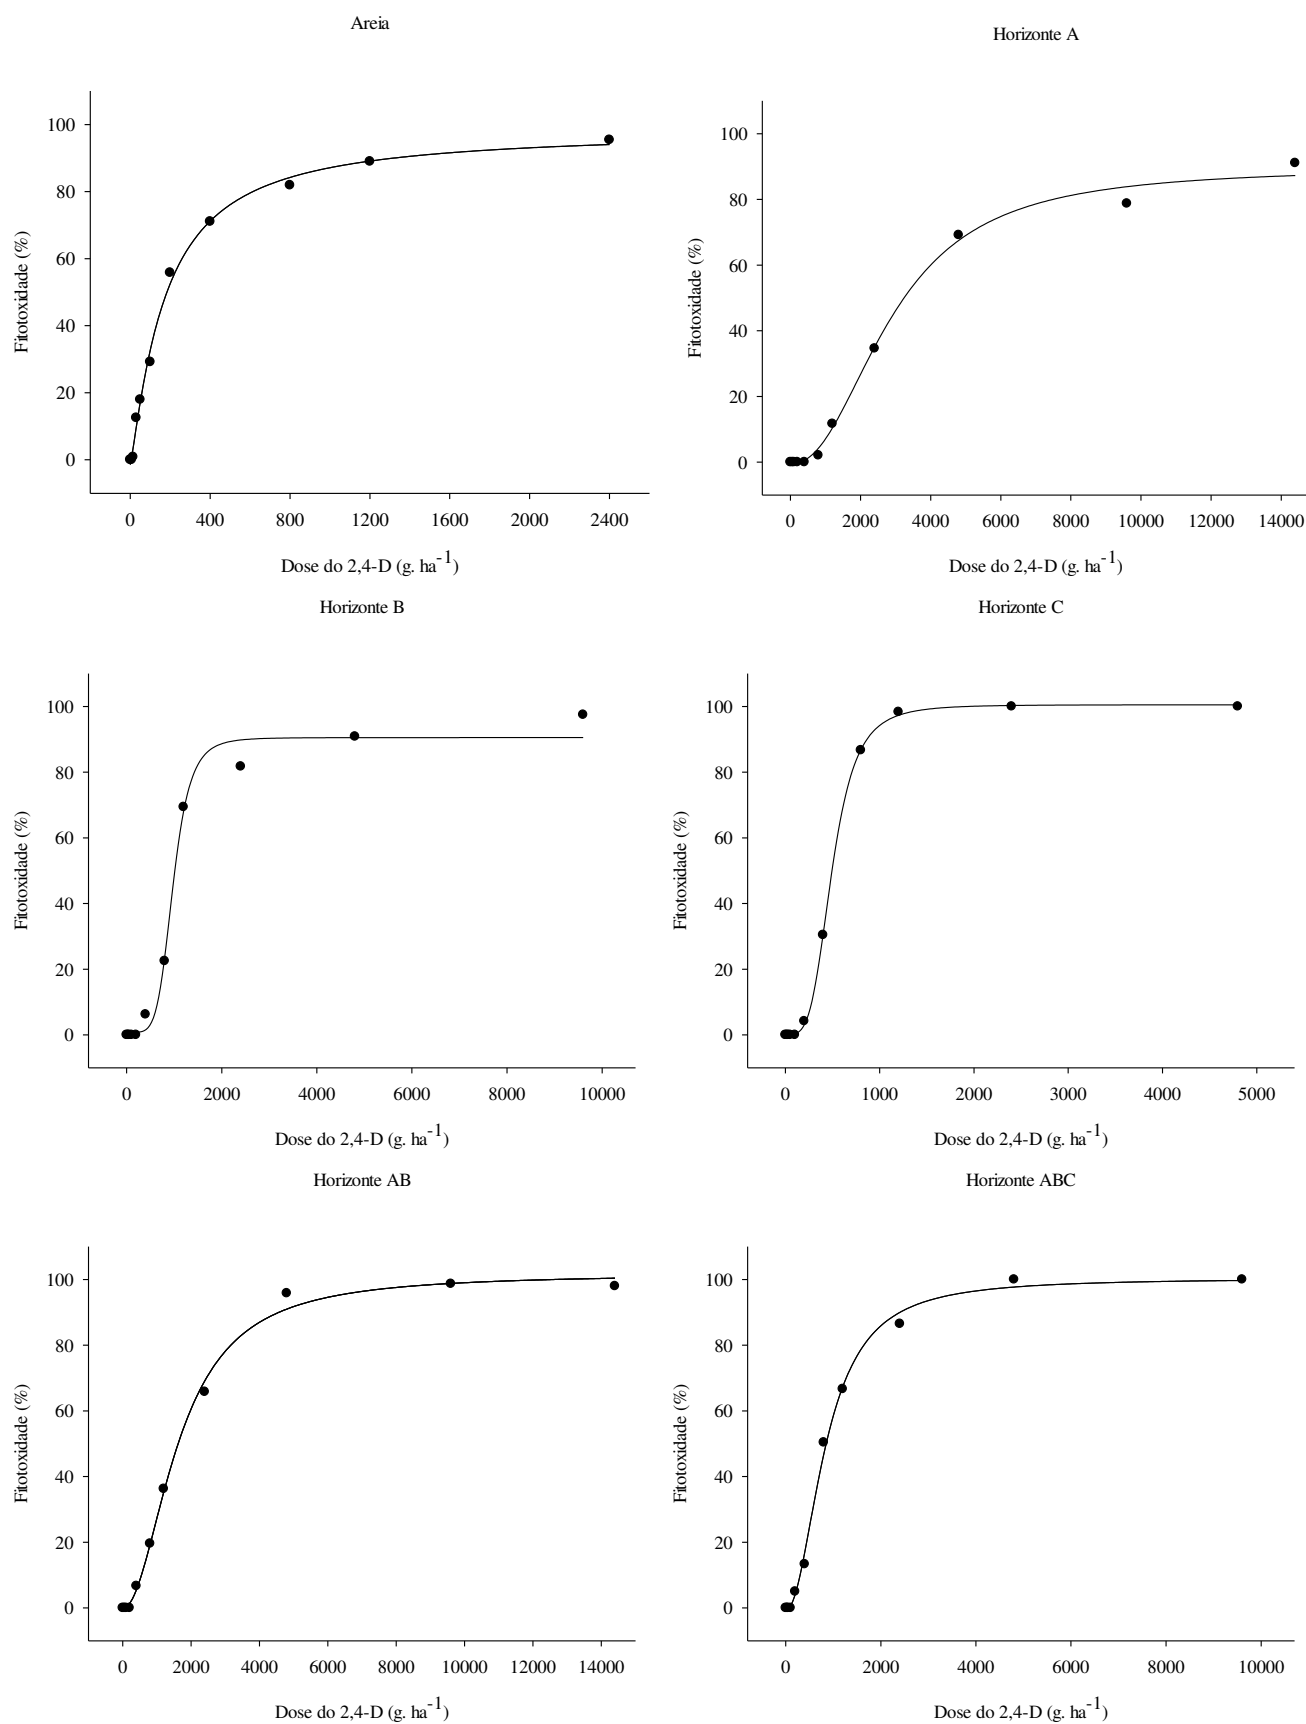 Areia
100
80
60
40
20
0
Fitotoxidade (%)
0 400 800 1200 1600 2000 2400
Dose do 2,4-D (g. ha-1)
Horizonte A
100
80
60
40
20
0
Fitotoxidade (%)
0 2000 4000 6000 8000 10000 12000 14000
Dose do 2,4-D (g. ha-1)
Horizonte B
100
80
60
40
20
0
Fitotoxidade (%)
0 2000 4000 6000 8000 10000
Dose do 2,4-D (g. ha-1)
Horizonte C
100
80
60
40
20
0
Fitotoxidade (%)
0 1000 2000 3000 4000 5000
Dose do 2,4-D (g. ha-1)
Horizonte AB
100
80
60
40
20
0
Fitotoxidade (%)
0 2000 4000 6000 8000 10000 12000 14000
Dose do 2,4-D (g. ha-1)
Horizonte ABC
100
80
60
40
20
0
Fitotoxidade (%)
0 2000 4000 6000 8000 10000
Dose do 2,4-D (g. ha-1)